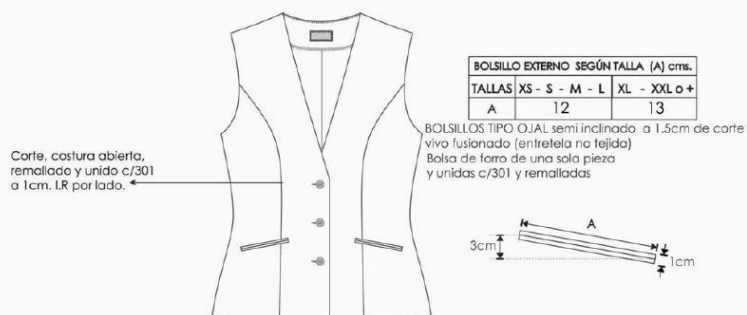 BOLSILLO EXTERNO SEGÚN TALLA (A) cms.
TALLAS XS - S - M - L XL - XXL o +
A 12 13
BOLSILLOS TIPO OJAL semi inclinado a 1.5cm de corte
vivo fusionado (entretela no tejida)
Bolsa de forro de una sola pieza
y unidas c/301 y remalladas
Corte, costura abierta,
remallado y unido c/301
a 1cm. LR por lado.
A
3cm
1cm